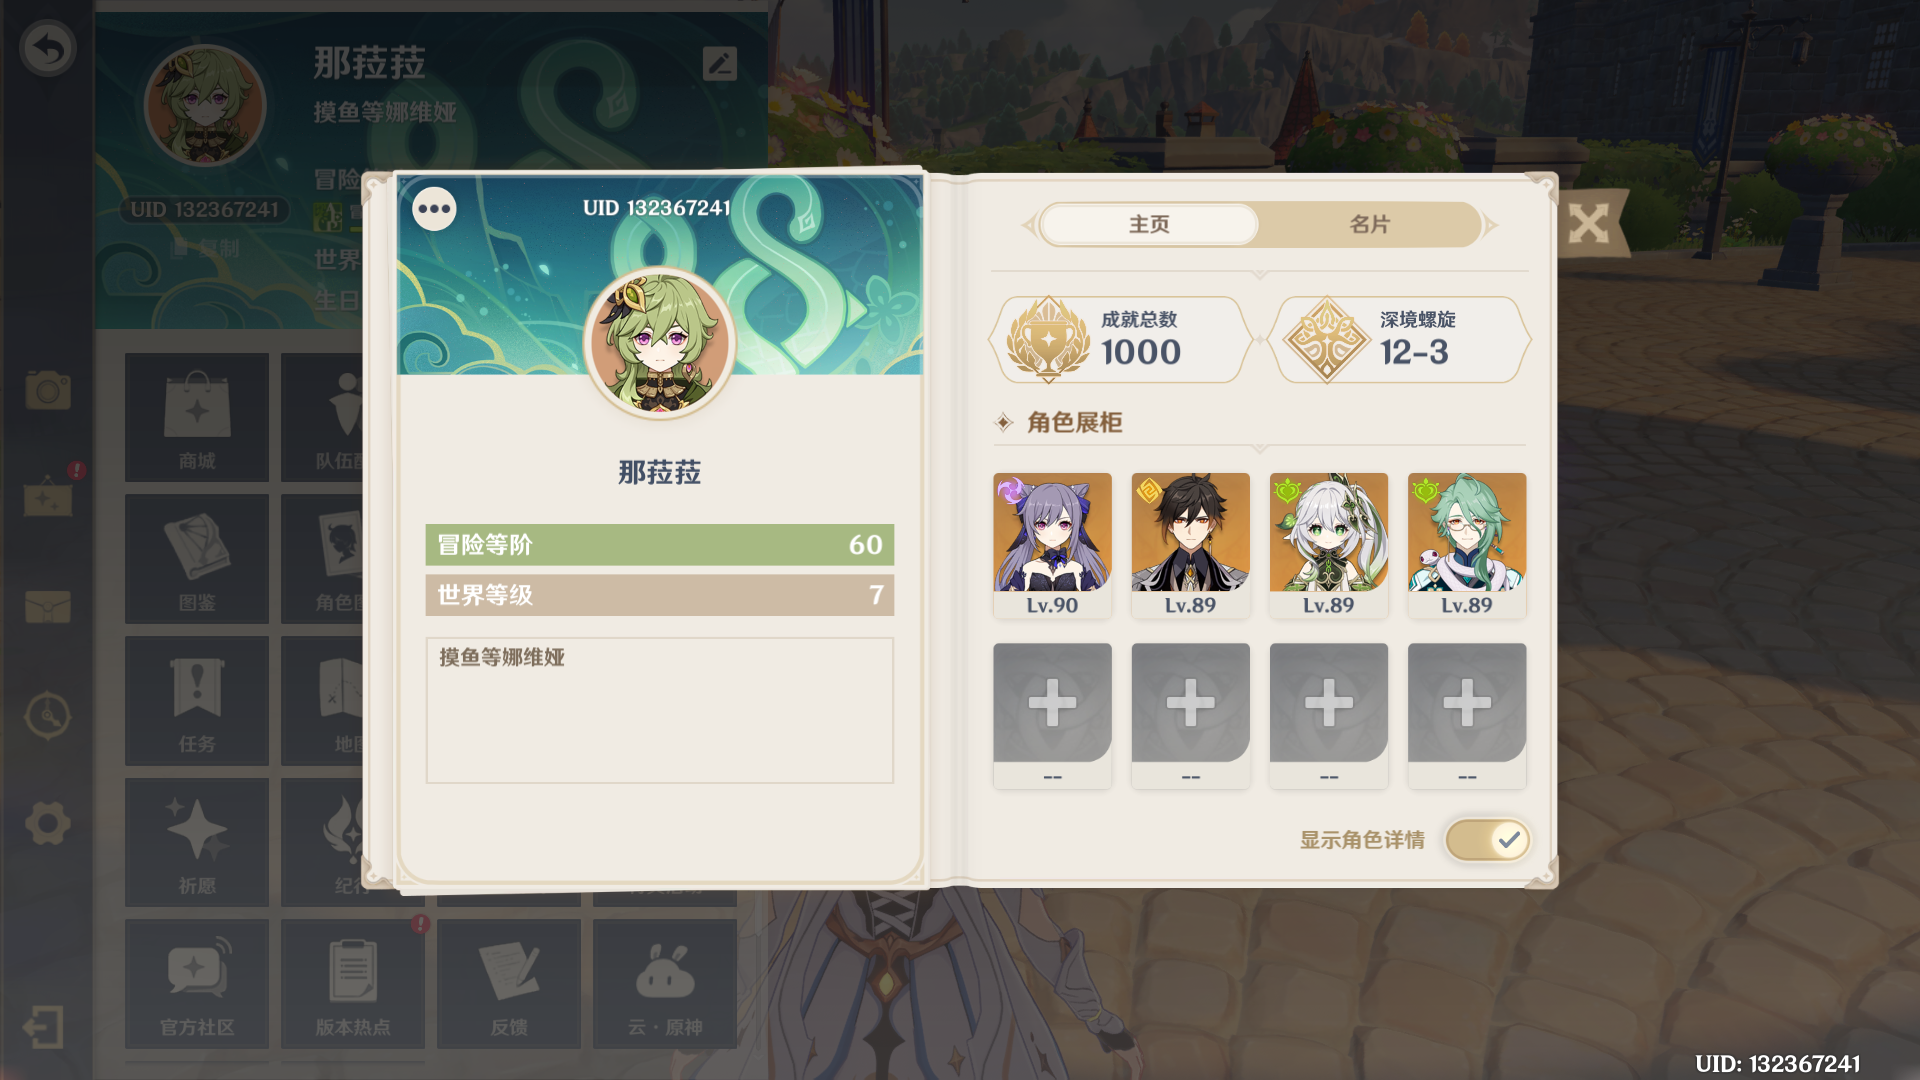 那菈菈
摸鱼等娜维娅
冒险
UID 132367241
复制
世界
生日
商城
图鉴
任务
地图
祈愿
纪行
官方社区
版本热点
反馈
云·原神
UID 132367241
那菈菈
冒险等阶 60
世界等级 7
摸鱼等娜维娅
主页 名片
成就总数
1000
深境螺旋
12-3
角色展柜
Lv.90 Lv.89 Lv.89 Lv.89
-- -- -- --
显示角色详情
UID: 132367241